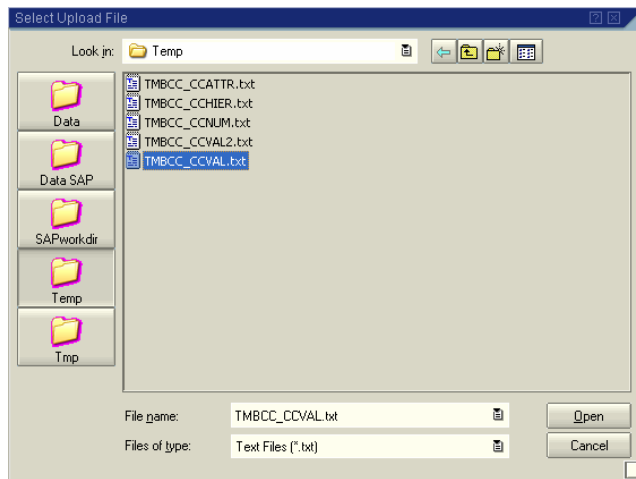 Select Upload File
Look in: Temp
TMBCC_CCATTR.txt
TMBCC_CCHIER.txt
TMBCC_CCNUM.txt
TMBCC_CCVAL2.txt
TMBCC_CCVAL.txt
Data
Data SAP
SAPworkdir
Temp
Tmp
File name: TMBCC_CCVAL.txt Open
Files of type: Text Files (*.txt) Cancel